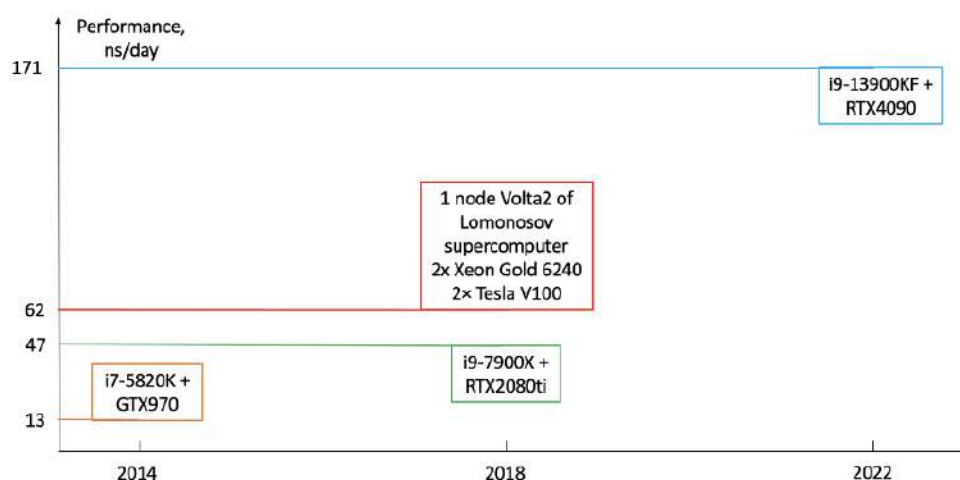 Performance,
ns/day
171
i9-13900KF +
RTX4090
1 node Volta2 of
Lomonosov
supercomputer
2x Xeon Gold 6240
2× Tesla V100
62
47
i9-7900X +
RTX2080ti
i7-5820K +
GTX970
13
2014
2018
2022